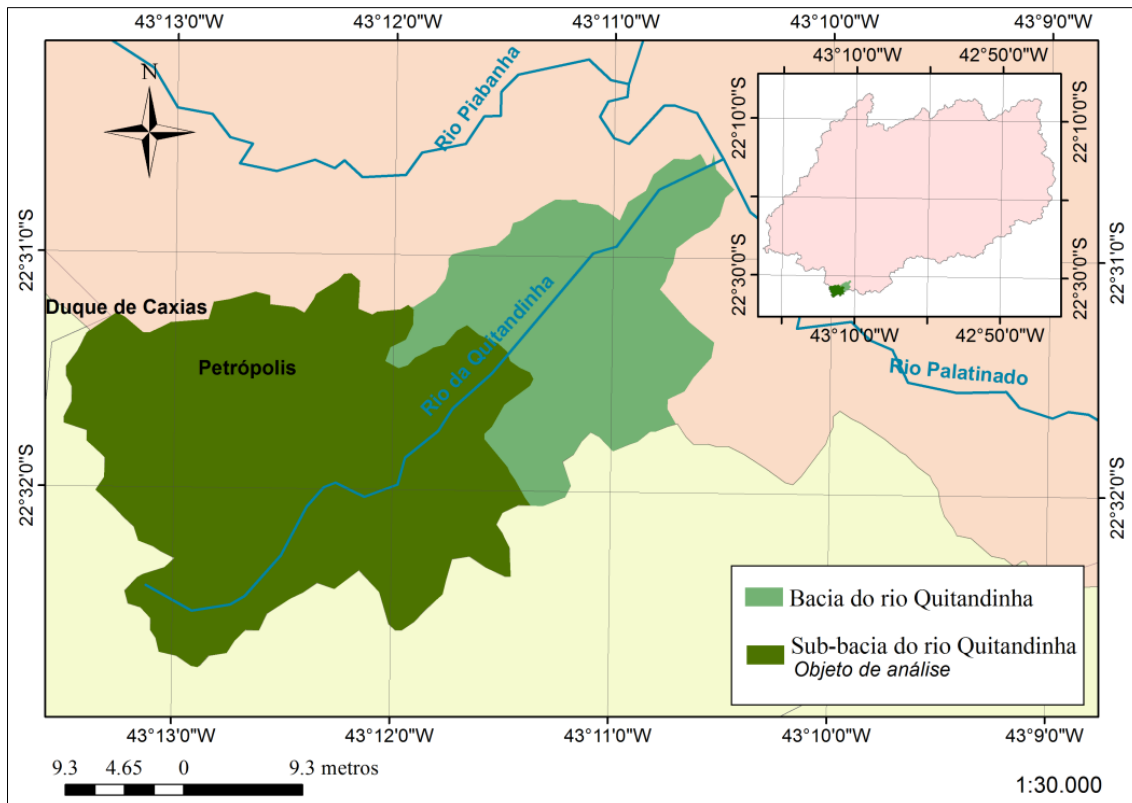 43°13'0"W 43°12'0"W 43°11'0"W 43°10'0"W 43°9'0"W
N
43°10'0"W 42°50'0"W
22°10'0"S 22°10'0"S
22°30'0"S 22°30'0"S
43°10'0"W 42°50'0"W
Rio Piabanha
22°31'0"S 22°31'0"S
Duque de Caxias
Petrópolis
Rio da Quitandinha
Rio Palatinado
22°32'0"S 22°32'0"S
Bacia do rio Quitandinha
Sub-bacia do rio Quitandinha
Objeto de análise
43°13'0"W 43°12'0"W 43°11'0"W 43°10'0"W 43°9'0"W
9.3 4.65 0 9.3 metros
1:30.000